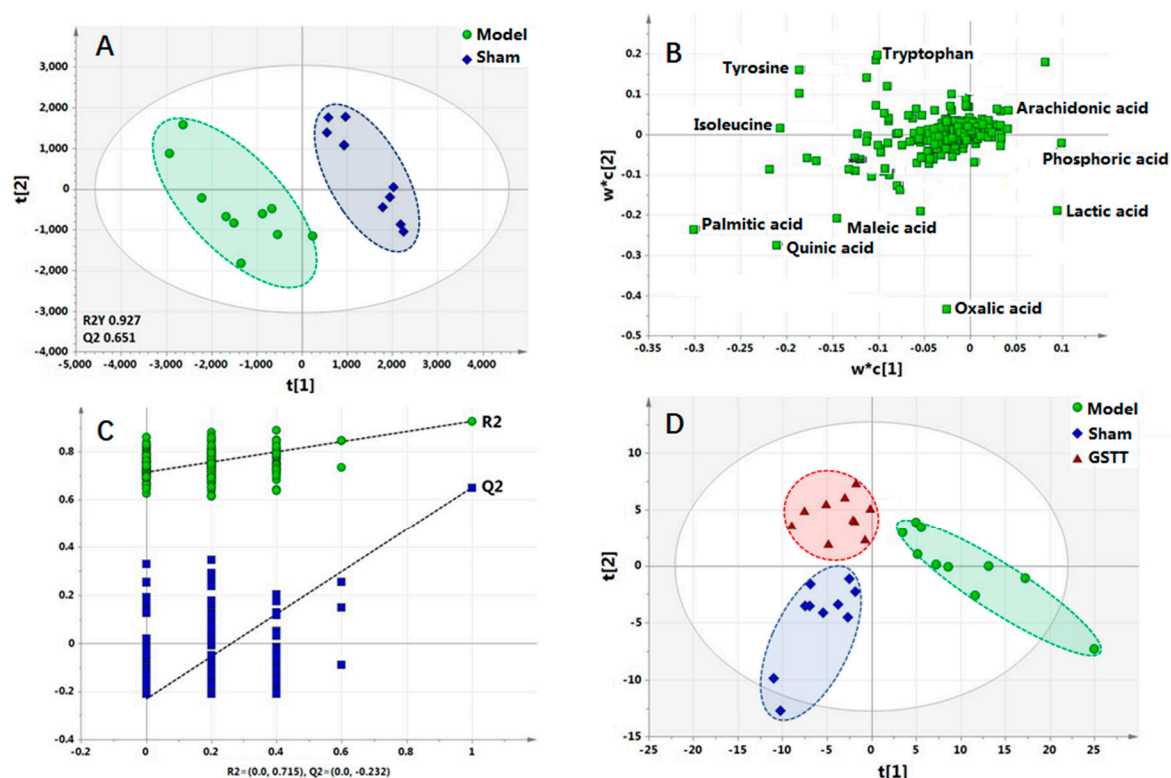 A
Model
Sham
3,000
2,000
1,000
0
-1,000
-2,000
-3,000
-4,000
t[2]
R2Y 0.927
Q2 0.651
-5,000 -4,000 -3,000 -2,000 -1,000 0 1,000 2,000 3,000 4,000
t[1]
B
0.2
0.1
0
-0.1
-0.2
-0.3
-0.4
-0.5
w*c[2]
Tryptophan
Tyrosine
Arachidonic acid
Isoleucine
Phosphoric acid
Lactic acid
Palmitic acid
Maleic acid
Quinic acid
Oxalic acid
-0.35 -0.3 -0.25 -0.2 -0.15 -0.1 -0.05 0 0.05 0.1
w*c[1]
C
R2
Q2
0.8
0.6
0.4
0.2
0
-0.2
-0.4
0 0.2 0.4 0.6 0.8 1
R2=(0.0, 0.715), Q2=(0.0, -0.232)
D
Model
Sham
GSTT
10
5
0
-5
-10
-15
t[2]
-25 -20 -15 -10 -5 0 5 10 15 20 25
t[1]